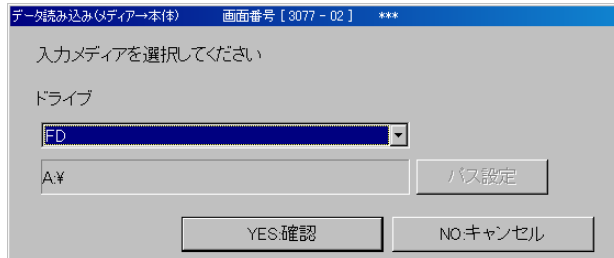 データ読み込み(メディア→本体) 画面番号 [ 3077 - 02 ] ***
入力メディアを選択してください
ドライブ
FD
A:¥ パス設定
YES:確認 NO:キャンセル